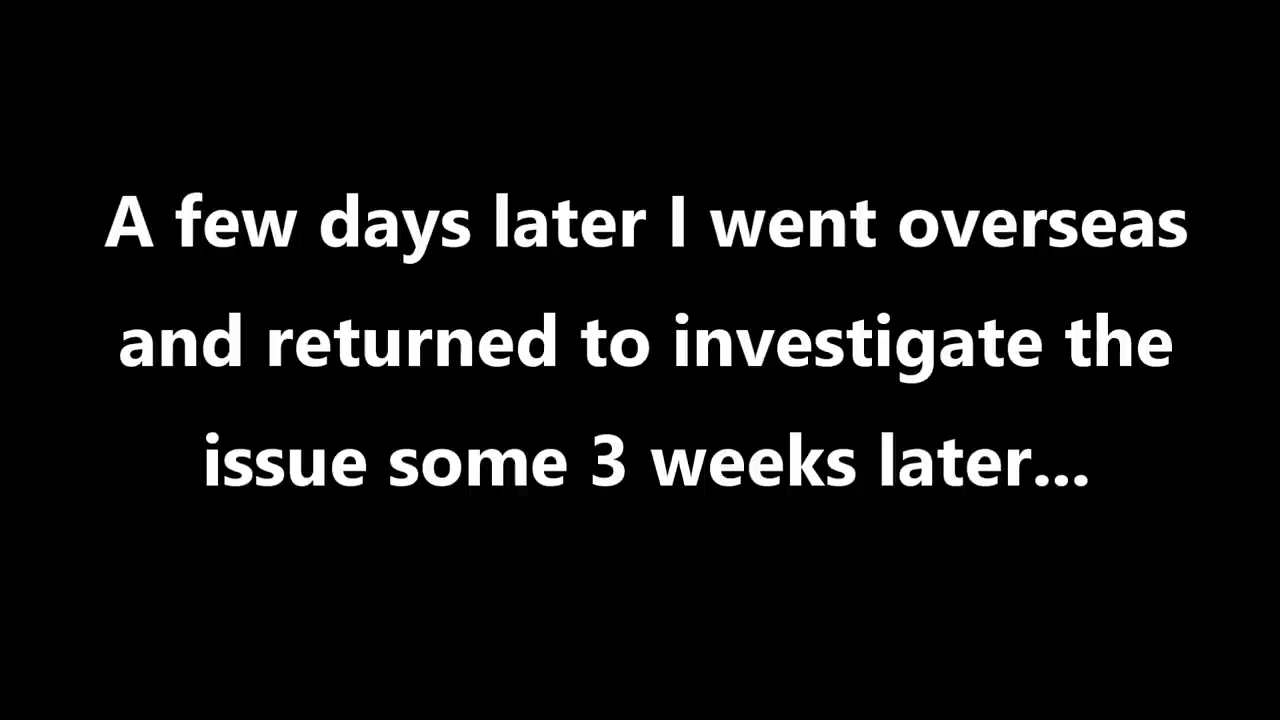 A few days later I went overseas
and returned to investigate the
issue some 3 weeks later...